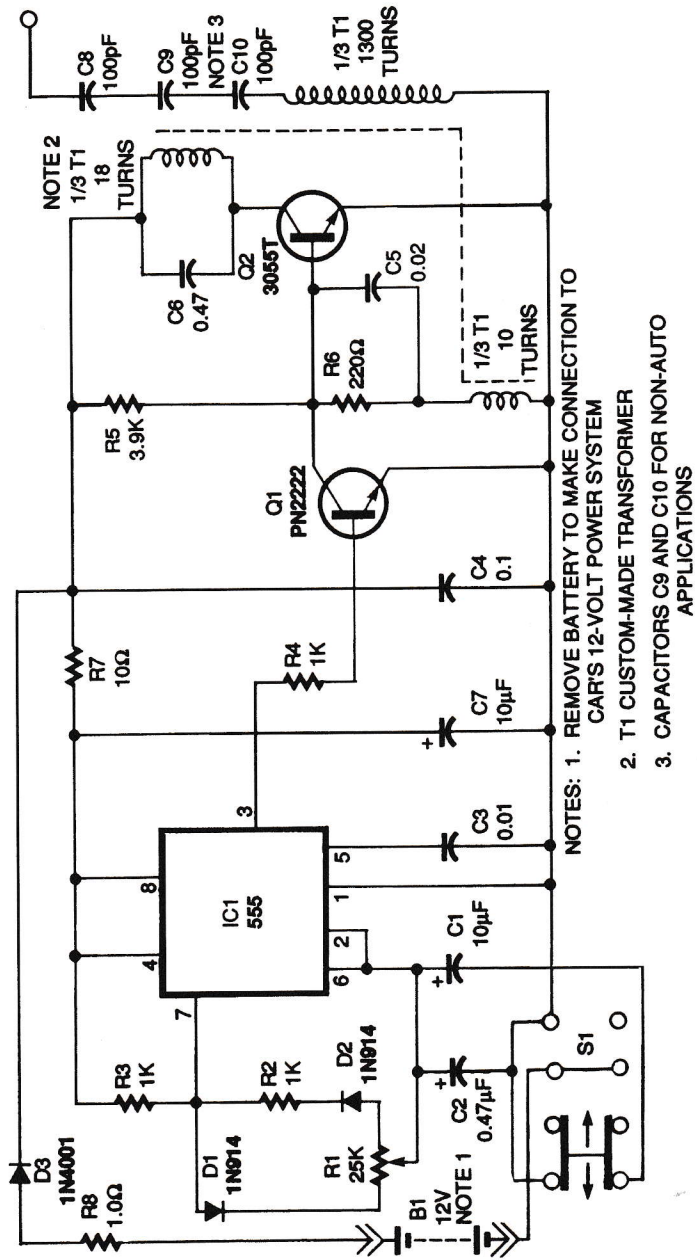 D3
1N4001
R8
1.0Ω
B1
12V
NOTE 1
R3
1K
D1
1N914
R2
1K
D2
1N914
R1
25K
+
C2
0.47µF
S1
7
4
8
3
6
2
1
5
IC1
555
+
C1
10µF
C3
0.01
+
C7
10µF
R7
10Ω
R4
1K
C4
0.1
Q1
PN2222
R5
3.9K
R6
220Ω
C5
0.02
1/3 T1
10
TURNS
Q2
3055T
C6
0.47
NOTE 2
1/3 T1
18
TURNS
C8
100pF
C9
100pF
NOTE 3
C10
100pF
1/3 T1
1300
TURNS
NOTES: 1. REMOVE BATTERY TO MAKE CONNECTION TO
CAR'S 12-VOLT POWER SYSTEM
2. T1 CUSTOM-MADE TRANSFORMER
3. CAPACITORS C9 AND C10 FOR NON-AUTO
APPLICATIONS